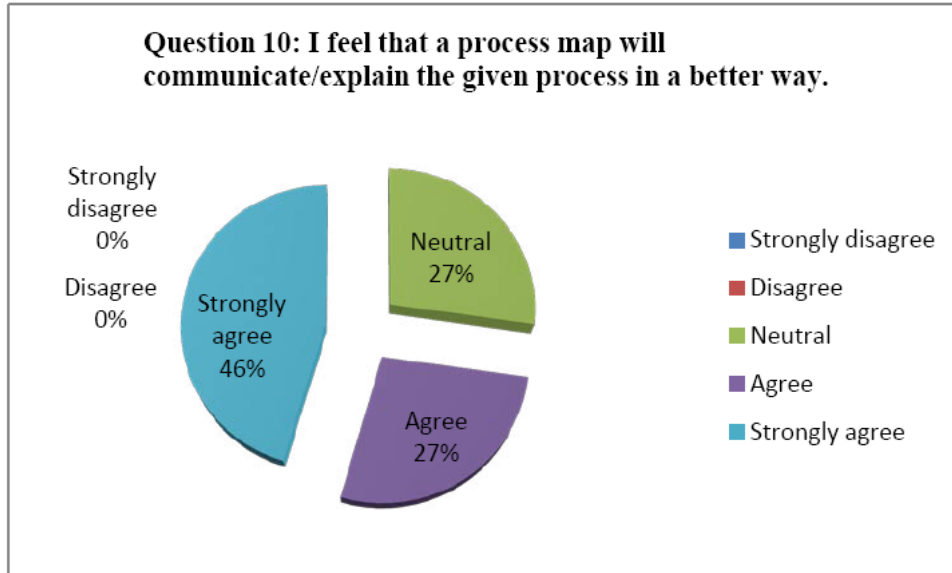 Question 10: I feel that a process map will
communicate/explain the given process in a better way.
Strongly
disagree
0%
Disagree
0%
Strongly
agree
46%
Neutral
27%
Agree
27%
Strongly disagree
Disagree
Neutral
Agree
Strongly agree